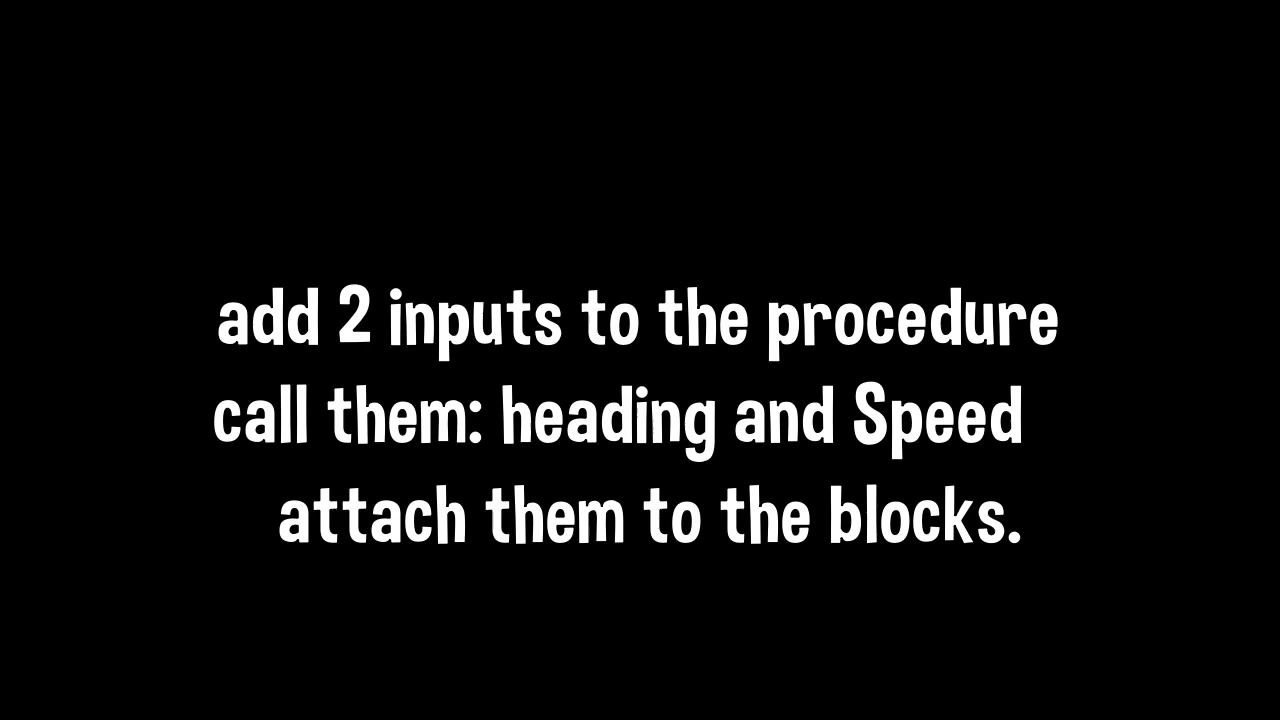 add 2 inputs to the procedure
call them: heading and Speed
attach them to the blocks.